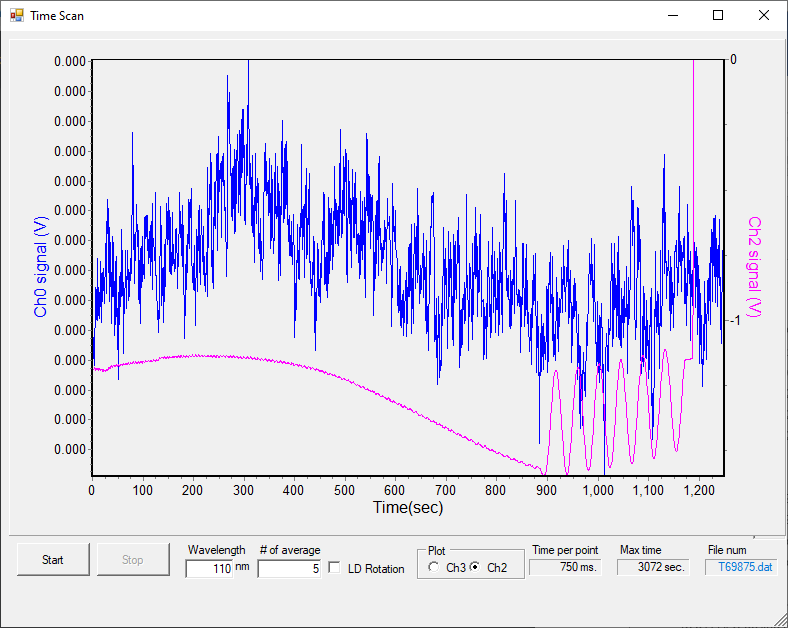 Time Scan
0.000
0.000
0.000
0.000
0.000
0.000
0.000
0.000
0.000
0.000
0.000
0.000
0.000
0.000
Ch0 signal (V)
0
-1
Ch2 signal (V)
0 100 200 300 400 500 600 700 800 900 1,000 1,100 1,200
Time(sec)
Start
Stop
Wavelength
110 nm
# of average
5
LD Rotation
Plot
Ch3 Ch2
Time per point
750 ms.
Max time
3072 sec.
File num
T69875.dat